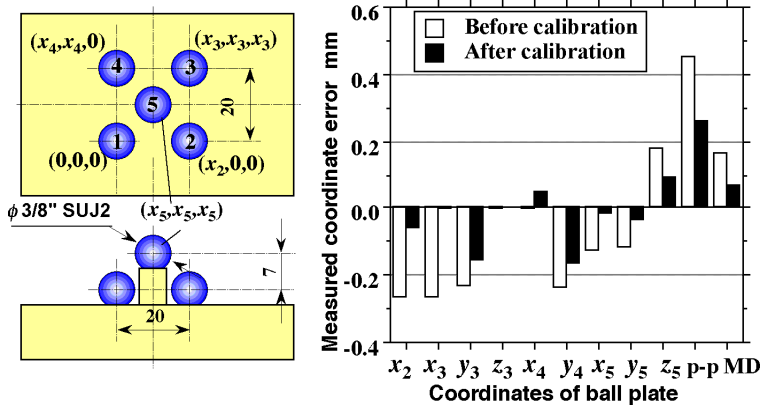 (x4,x4,0)
(x3,x3,x3)
4
3
5
20
1
2
(0,0,0)
(x2,0,0)
ϕ3/8" SUJ2
(x5,x5,x5)
7
20
Before calibration
After calibration
Measured coordinate error mm
0.6
0.4
0.2
0.0
-0.2
-0.4
x2 x3 y3 z3 x4 y4 x5 y5 z5 p-p MD
Coordinates of ball plate